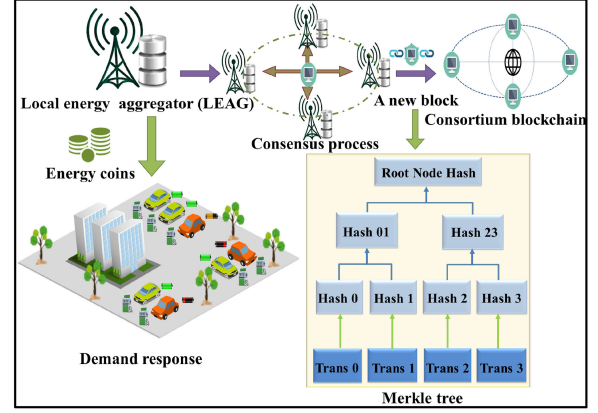 Local energy aggregator (LEAG)
A new block
Consensus process
Consortium blockchain
Energy coins
Root Node Hash
Hash 01
Hash 23
Hash 0
Hash 1
Hash 2
Hash 3
Trans 0
Trans 1
Trans 2
Trans 3
Demand response
Merkle tree